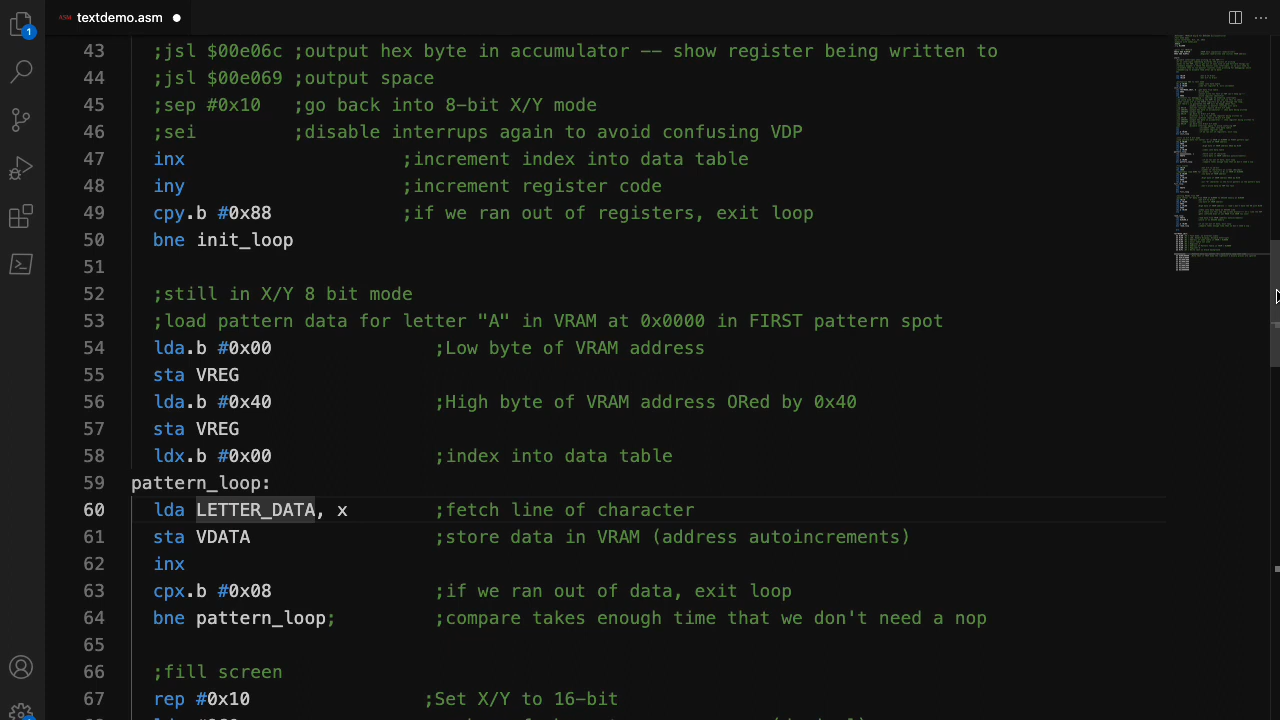 ASM textdemo.asm
1
43 ;jsl $00e06c ;output hex byte in accumulator -- show register being written to
44 ;jsl $00e069 ;output space
45 ;sep #0x10 ;go back into 8-bit X/Y mode
46 ;sei ;disable interrups again to avoid confusing VDP
47 inx ;increment index into data table
48 iny ;increment register code
49 cpy.b #0x88 ;if we ran out of registers, exit loop
50 bne init_loop
51
52 ;still in X/Y 8 bit mode
53 ;load pattern data for letter "A" in VRAM at 0x0000 in FIRST pattern spot
54 lda.b #0x00 ;Low byte of VRAM address
55 sta VREG
56 lda.b #0x40 ;High byte of VRAM address ORed by 0x40
57 sta VREG
58 ldx.b #0x00 ;index into data table
59 pattern_loop:
60 lda LETTER_DATA, x ;fetch line of character
61 sta VDATA ;store data in VRAM (address autoincrements)
62 inx
63 cpx.b #0x08 ;if we ran out of data, exit loop
64 bne pattern_loop; ;compare takes enough time that we don't need a nop
65
66 ;fill screen
67 rep #0x10 ;Set X/Y to 16-bit